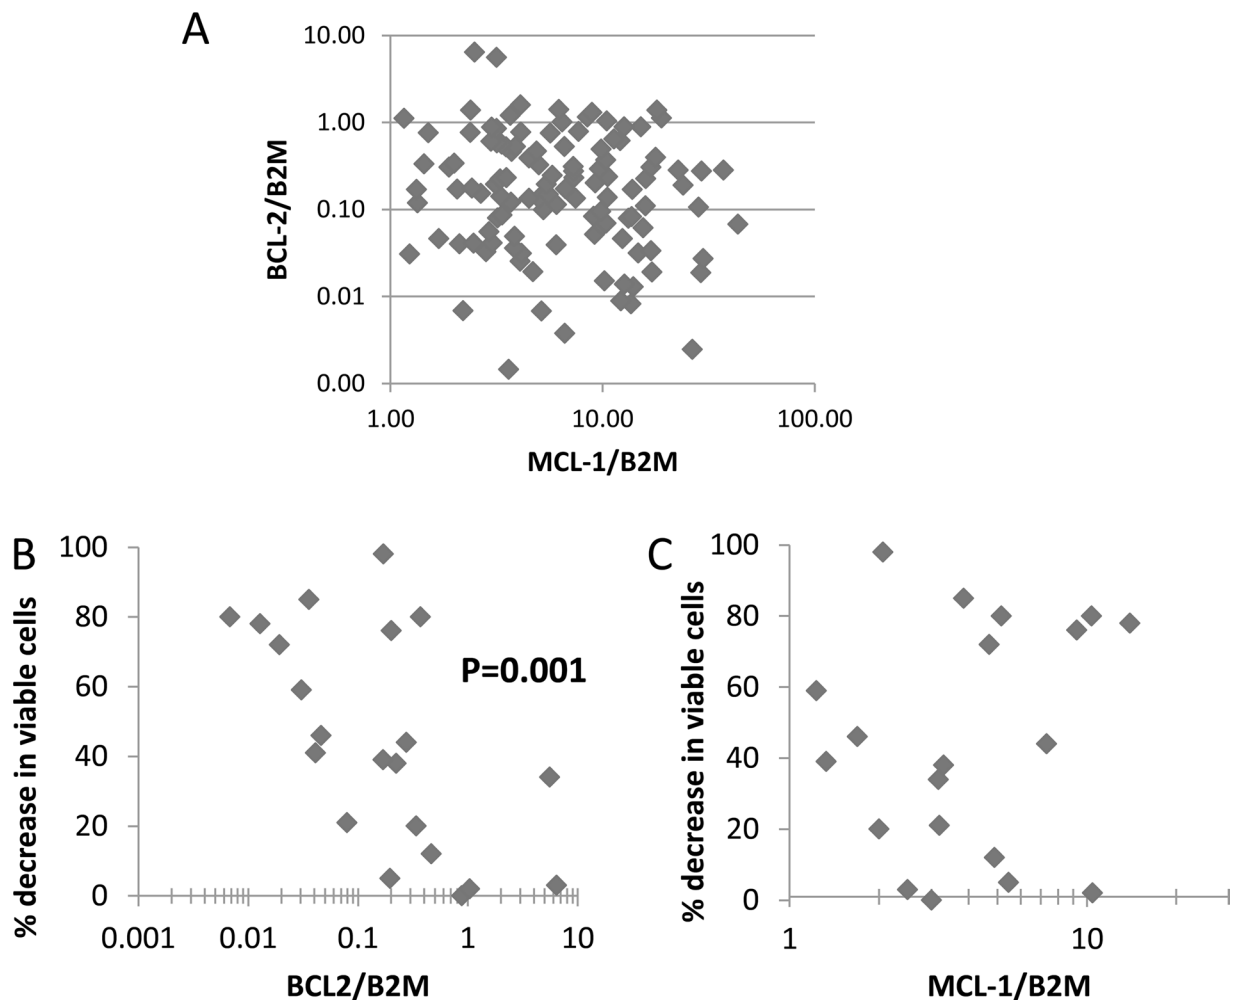 A
10.00
1.00
0.10
0.01
0.00
BCL-2/B2M
1.00 10.00 100.00
MCL-1/B2M
B
100
80
60
40
20
0
% decrease in viable cells
P=0.001
0.001 0.01 0.1 1 10
BCL2/B2M
C
100
80
60
40
20
0
% decrease in viable cells
1 10
MCL-1/B2M